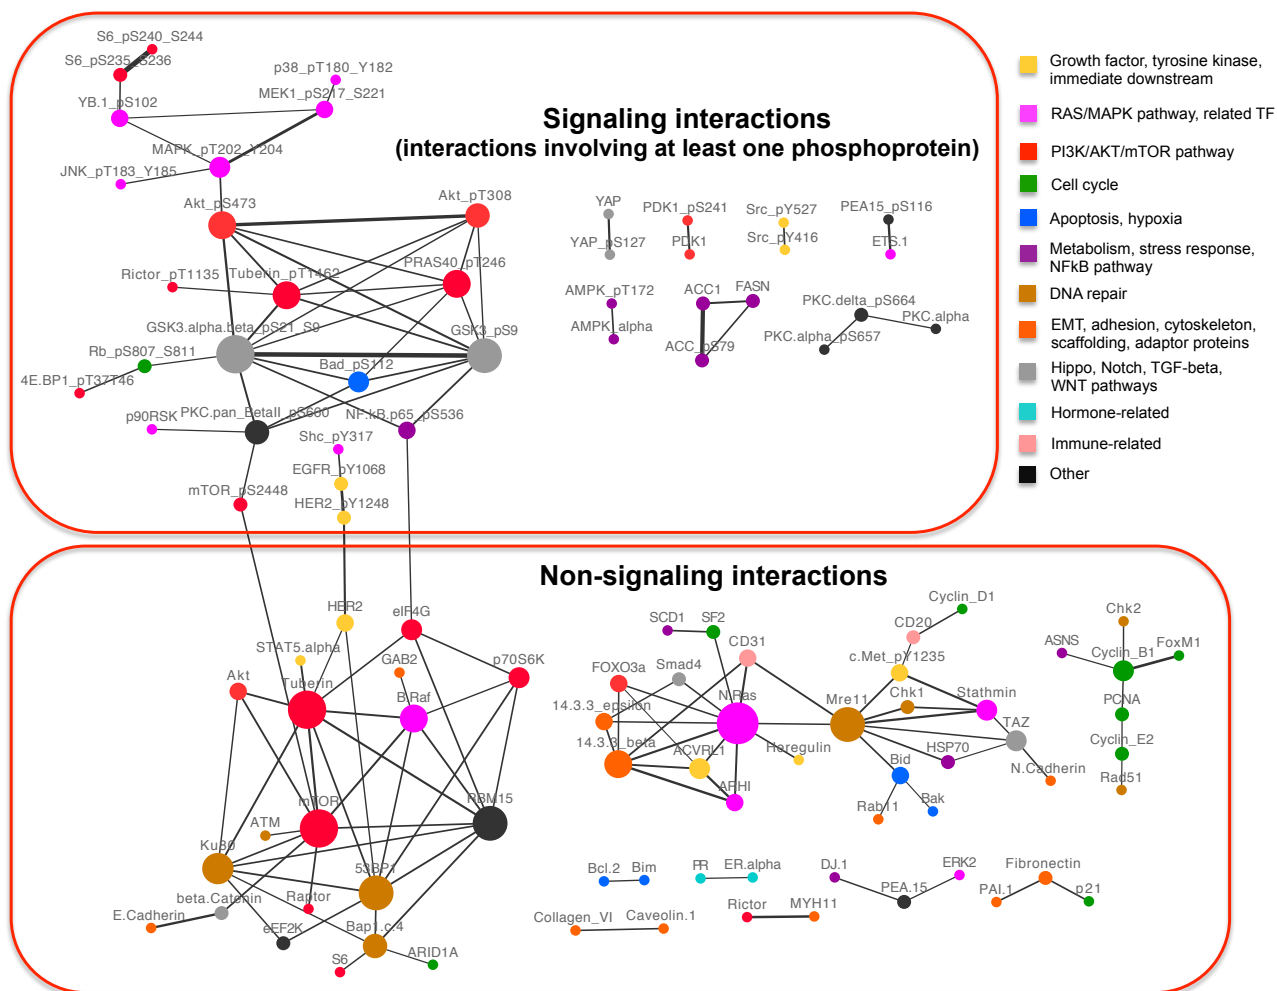 S6_pS240_S244
S6_pS235_S236
p38_pT180_Y182
MEK1_pS217_S221
YB.1_pS102
MAPK_pT202_Y204
JNK_pT183_Y185
Signaling interactions
(interactions involving at least one phosphoprotein)
Akt_pS473
Akt_pT308
YAP
YAP_pS127
PDK1_pS241
PDK1
Src_pY527
Src_pY416
PEA15_pS116
ETS.1
Rictor_pT1135
Tuberin_pT1462
PRAS40_pT246
AMPK_pT172
AMPK_alpha
ACC1
FASN
ACC_pS79
PKC.delta_pS664
PKC.alpha
PKC.alpha_pS657
GSK3.alpha.beta_pS21_S9
GSK3_pS9
Rb_pS807_S811
Bad_pS112
4E.BP1_pT37T46
p90RSK
PKC.pan_BetaII_pS660
NF.kB.p65_pS536
Shc_pY317
EGFR_pY1068
mTOR_pS2448
HER2_pY1248
Growth factor, tyrosine kinase,
immediate downstream
RAS/MAPK pathway, related TF
PI3K/AKT/mTOR pathway
Cell cycle
Apoptosis, hypoxia
Metabolism, stress response,
NFkB pathway
DNA repair
EMT, adhesion, cytoskeleton,
scaffolding, adaptor proteins
Hippo, Notch, TGF-beta,
WNT pathways
Hormone-related
Immune-related
Other
Non-signaling interactions
HER2
eIF4G
STAT5.alpha
GAB2
p70S6K
Akt
Tuberin
B.Raf
mTOR
RBM15
ATM
Ku80
53BP1
beta.Catenin
Raptor
E.Cadherin
eEF2K
Bap1.c.4
S6
ARID1A
SCD1
SF2
CD31
CD20
Cyclin_D1
FOXO3a
Smad4
N.Ras
c.Met_pY1235
14.3.3_epsilon
Mre11
Chk1
Stathmin
14.3.3_beta
ACVRL1
Heregulin
TAZ
HSP70
ARHI
Bid
N.Cadherin
Rab11
Bak
Chk2
ASNS
Cyclin_B1
FoxM1
PCNA
Cyclin_E2
Rad51
Bcl.2
Bim
PR
ER.alpha
DJ.1
ERK2
PEA.15
Fibronectin
PAI.1
p21
Collagen_VI
Caveolin.1
Rictor
MYH11